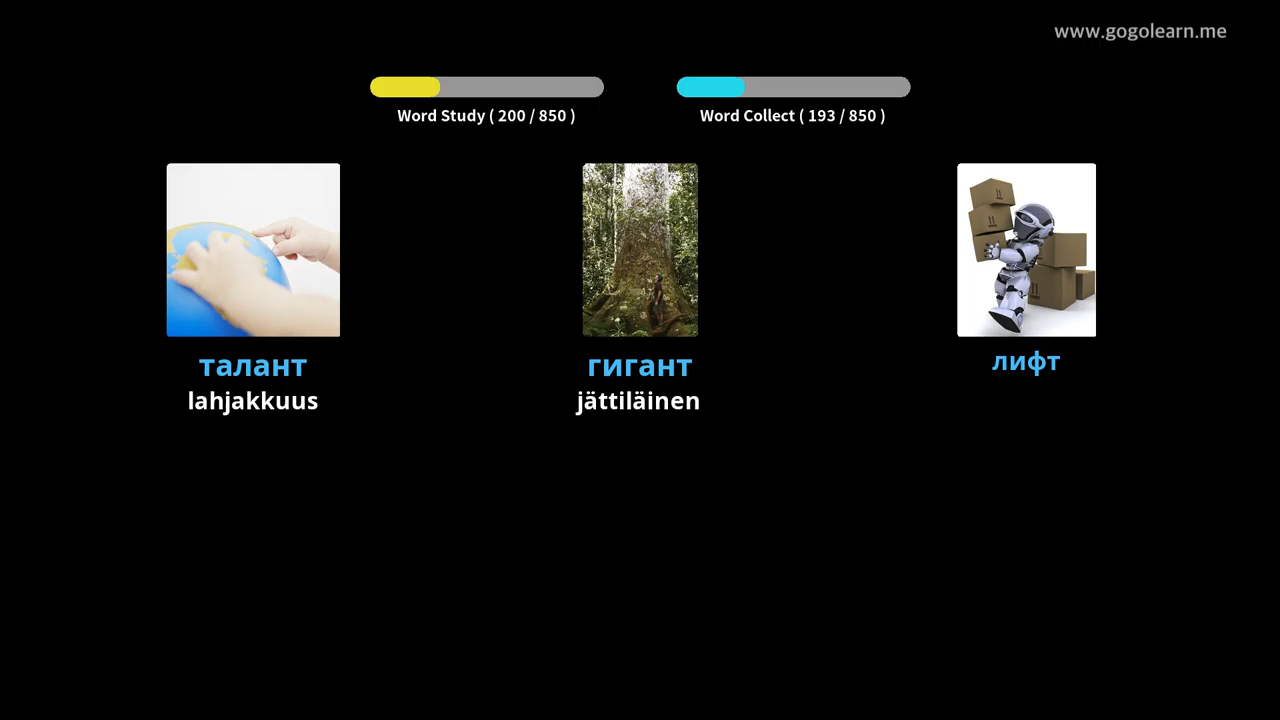 www.gogolearn.me
Word Study ( 200 / 850 )
Word Collect ( 193 / 850 )
талант
lahjakkuus
гигант
jättiläinen
лифт